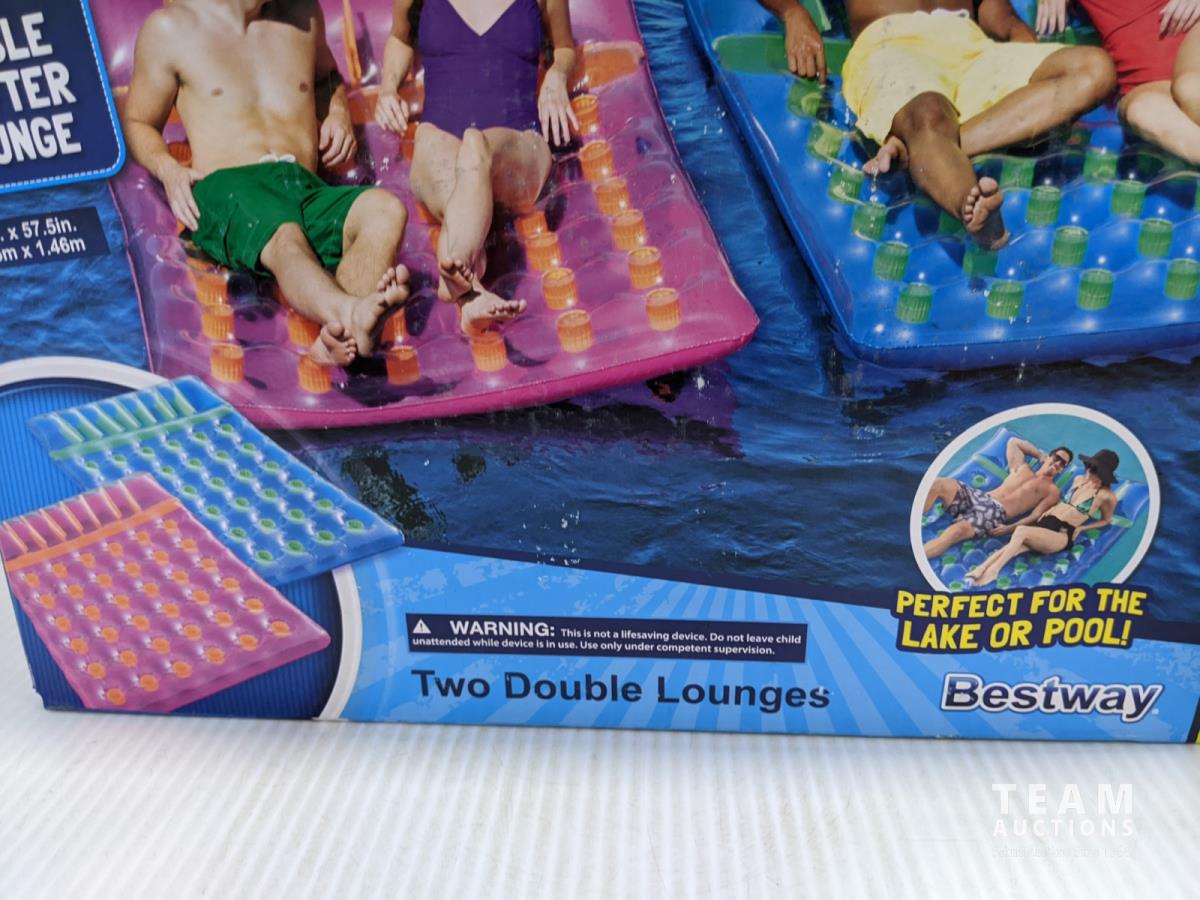 BLE
TTER
UNGE
. x 57.5in.
m x 1.46m
PERFECT FOR THE
LAKE OR POOL!
WARNING: This is not a lifesaving device. Do not leave child
unattended while device is in use. Use only under competent supervision.
Two Double Lounges
Bestway
TEAM
AUCTIONS